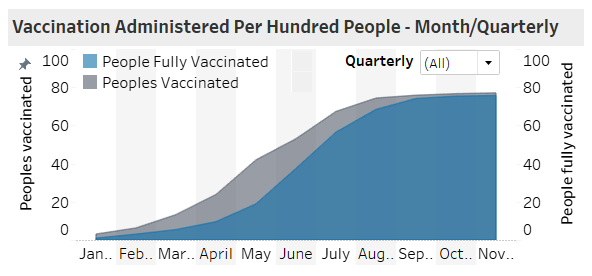 Vaccination Administered Per Hundred People - Month/Quarterly
People Fully Vaccinated
Peoples Vaccinated
Quarterly
(All)
Peoples vaccinated
100
80
60
40
20
0
100
80
60
40
20
0
People fully vaccinated
Jan..
Feb..
March
April
May
June
July
Aug..
Sep..
Oct..
Nov..